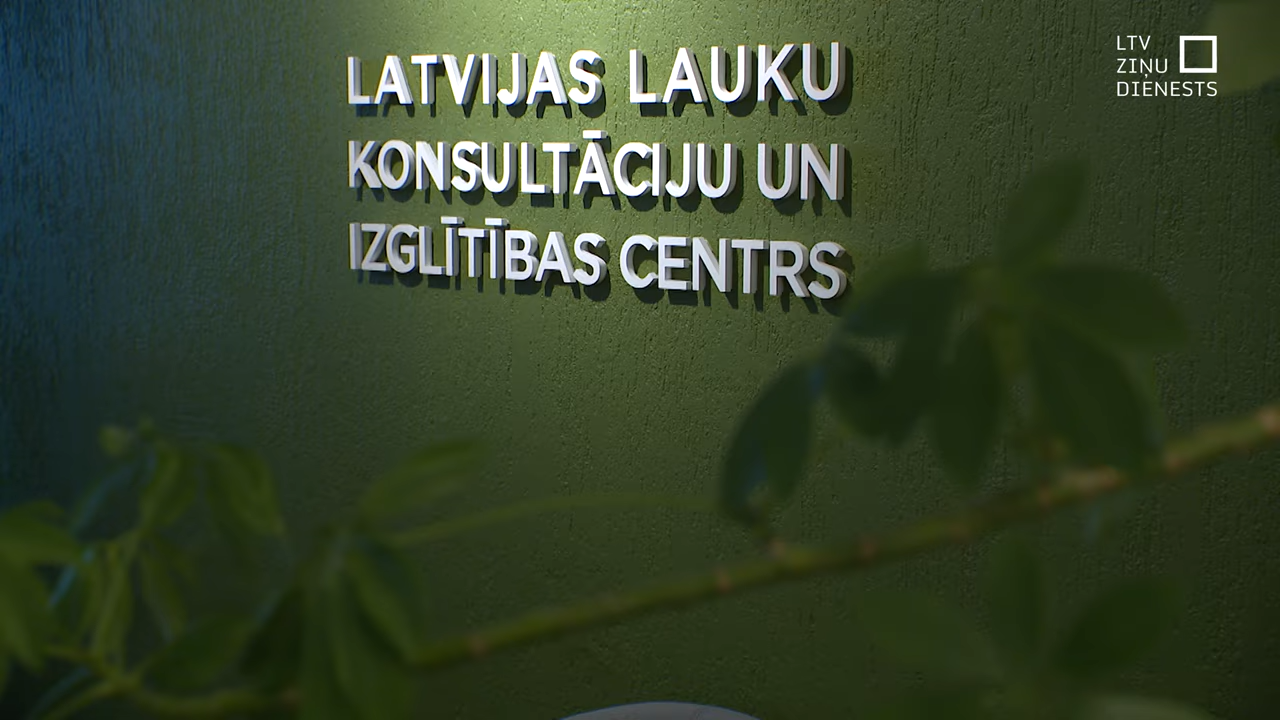 LATVIJAS LAUKU
KONSULTĀCIJU UN
IZGLĪTĪBAS CENTRS
LTV
ZIŅU
DIENESTS